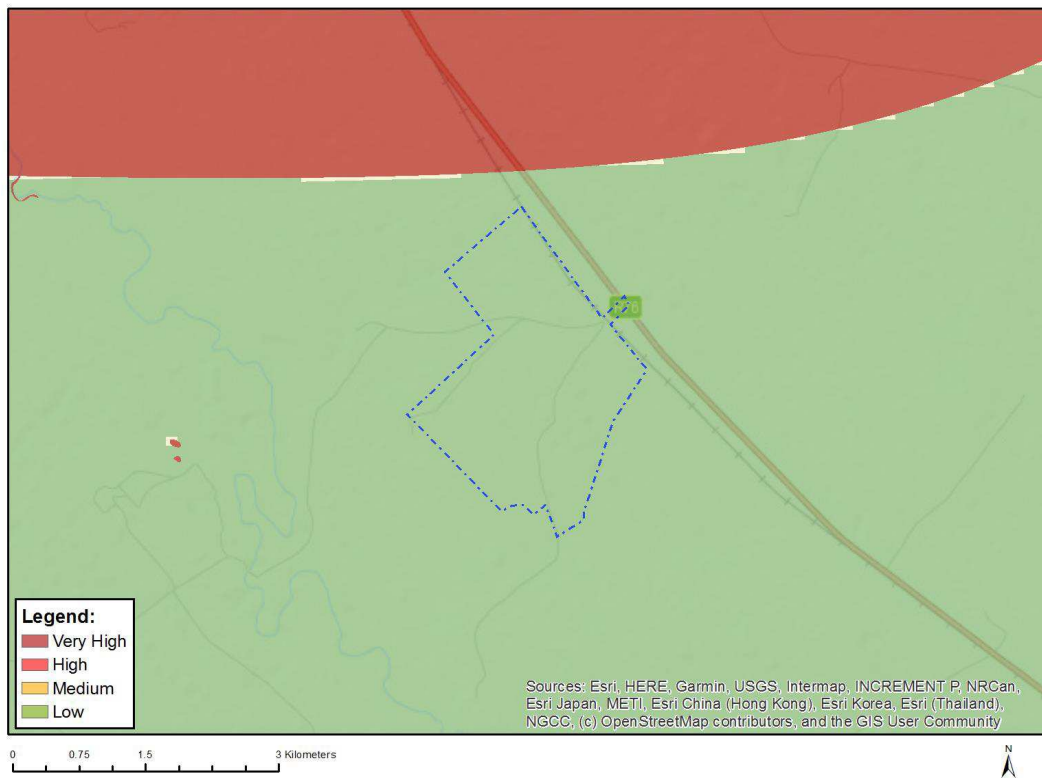 Legend:
Very High
High
Medium
Low
Sources: Esri, HERE, Garmin, USGS, Intermap, INCREMENT P, NRCan,
Esri Japan, METI, Esri China (Hong Kong), Esri Korea, Esri (Thailand),
NGCC, (c) OpenStreetMap contributors, and the GIS User Community
0 0.75 1.5 3 Kilometers
N